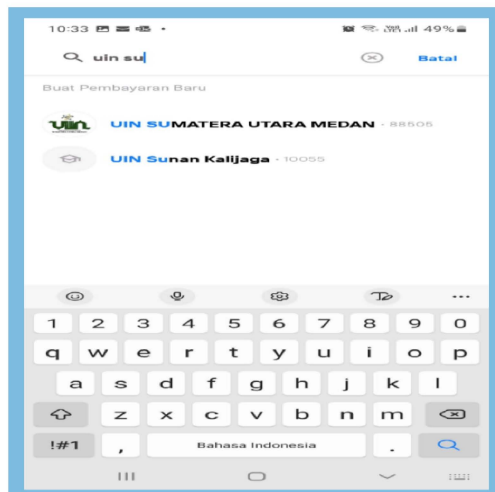 10:33 49%
uin su Batal
Buat Pembayaran Baru
uin UIN SUMATERA UTARA MEDAN - 88505
UIN Sunan Kalijaga - 10055
1 2 3 4 5 6 7 8 9 0
q w e r t y u i o p
a s d f g h j k l
z x c v b n m
!#1 , Bahasa Indonesia .